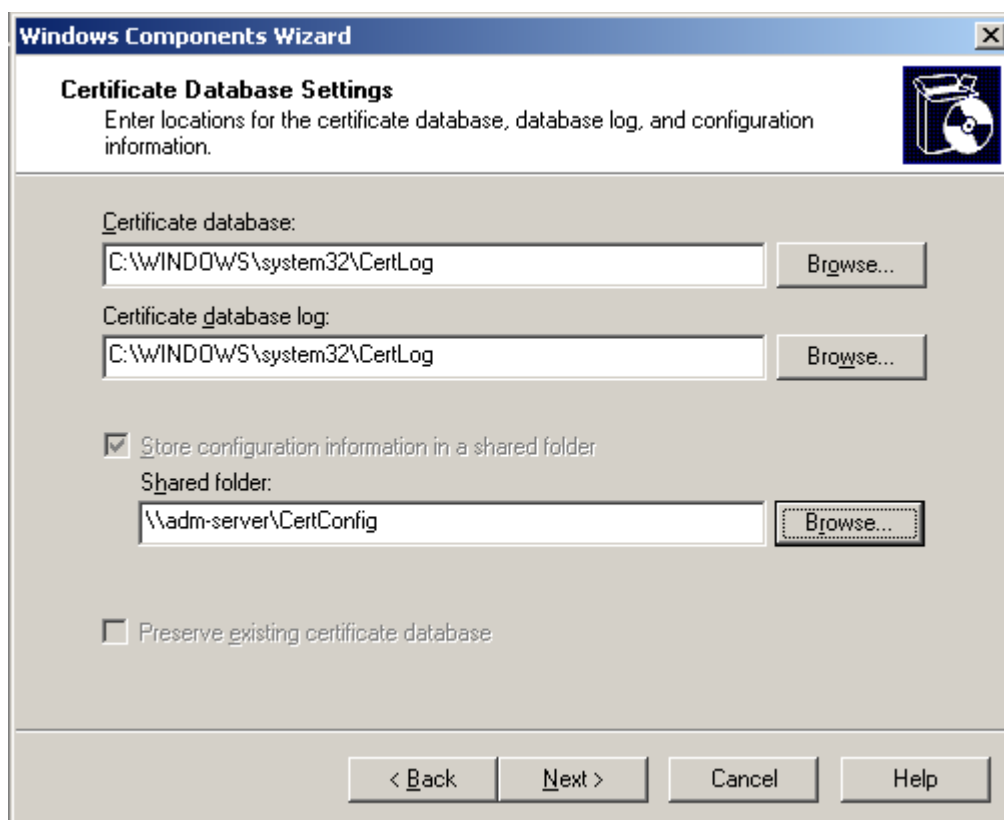 Windows Components Wizard
Certificate Database Settings
Enter locations for the certificate database, database log, and configuration
information.
Certificate database:
C:\WINDOWS\system32\CertLog
Browse...
Certificate database log:
C:\WINDOWS\system32\CertLog
Browse...
Store configuration information in a shared folder
Shared folder:
\\adm-server\CertConfig
Browse...
Preserve existing certificate database
< Back
Next >
Cancel
Help